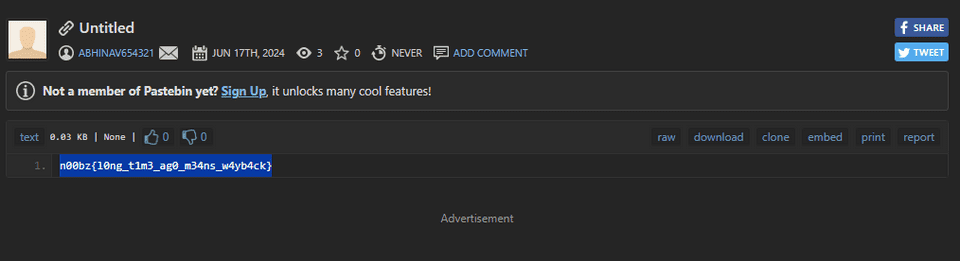 Untitled
SHARE
ABHINAV654321 JUN 17TH, 2024 3 0 NEVER ADD COMMENT
TWEET
Not a member of Pastebin yet? Sign Up, it unlocks many cool features!
text 0.03 KB | None | 0 0 raw download clone embed print report
1. n00bz{l0ng_t1m3_ag0_m34ns_w4yb4ck}
Advertisement